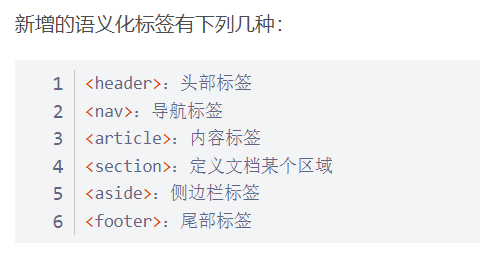 新增的语义化标签有下列几种：
1 <header>：头部标签
2 <nav>：导航标签
3 <article>：内容标签
4 <section>：定义文档某个区域
5 <aside>：侧边栏标签
6 <footer>：尾部标签